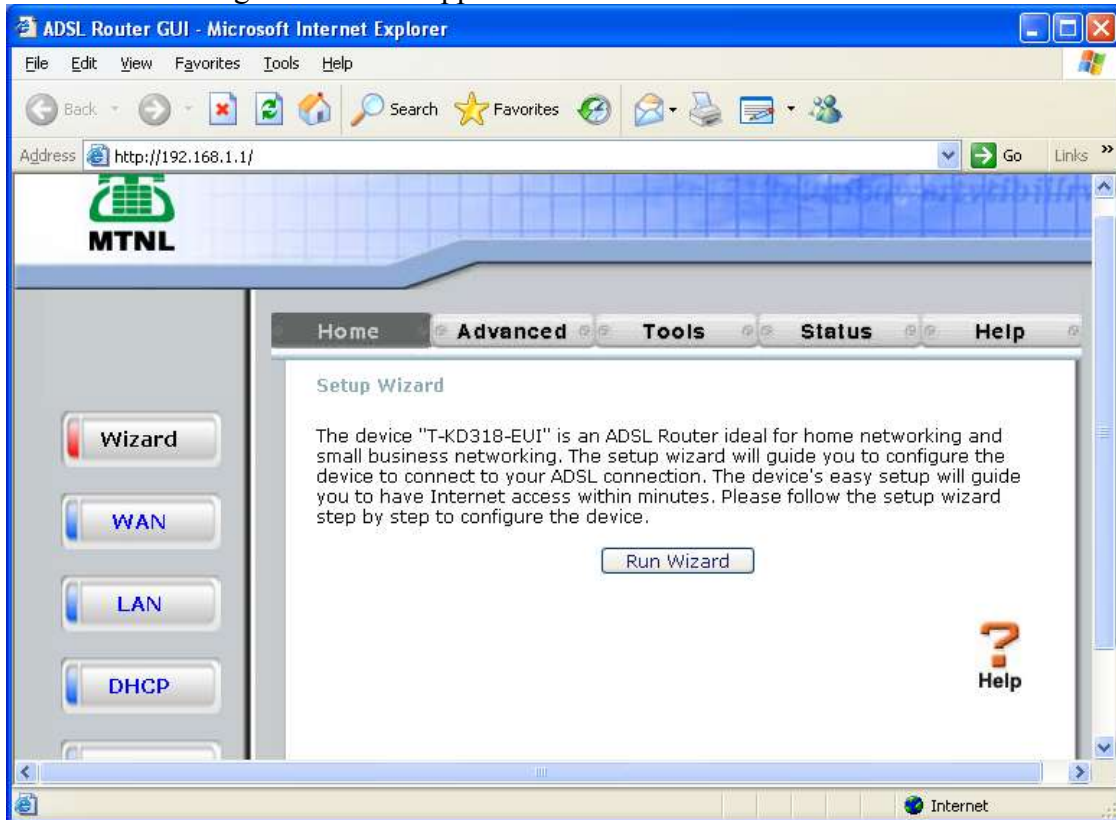 ADSL Router GUI - Microsoft Internet Explorer
File Edit View Favorites Tools Help
Back Search Favorites
Address http://192.168.1.1/ Go Links »
MTNL
Home Advanced Tools Status Help
Setup Wizard
The device "T-KD318-EUI" is an ADSL Router ideal for home networking and
small business networking. The setup wizard will guide you to configure the
device to connect to your ADSL connection. The device's easy setup will guide
you to have Internet access within minutes. Please follow the setup wizard
step by step to configure the device.
Run Wizard
Wizard
WAN
LAN
DHCP
Help
Internet